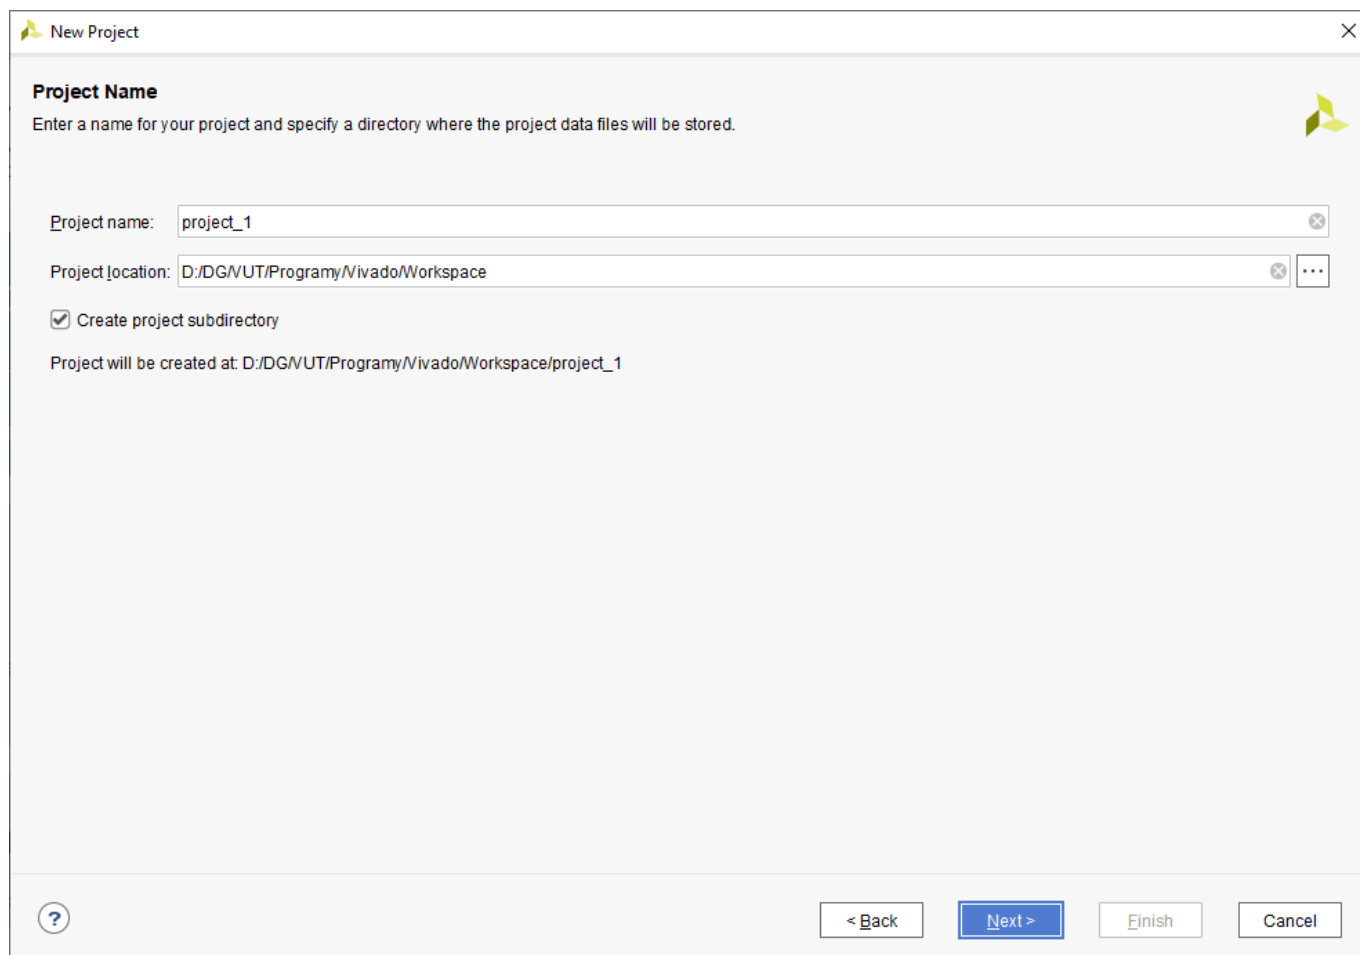 New Project
Project Name
Enter a name for your project and specify a directory where the project data files will be stored.
Project name: project_1
Project location: D:/DG/VUT/Programy/Vivado/Workspace ...
Create project subdirectory
Project will be created at: D:/DG/VUT/Programy/Vivado/Workspace/project_1
? < Back Next > Finish Cancel